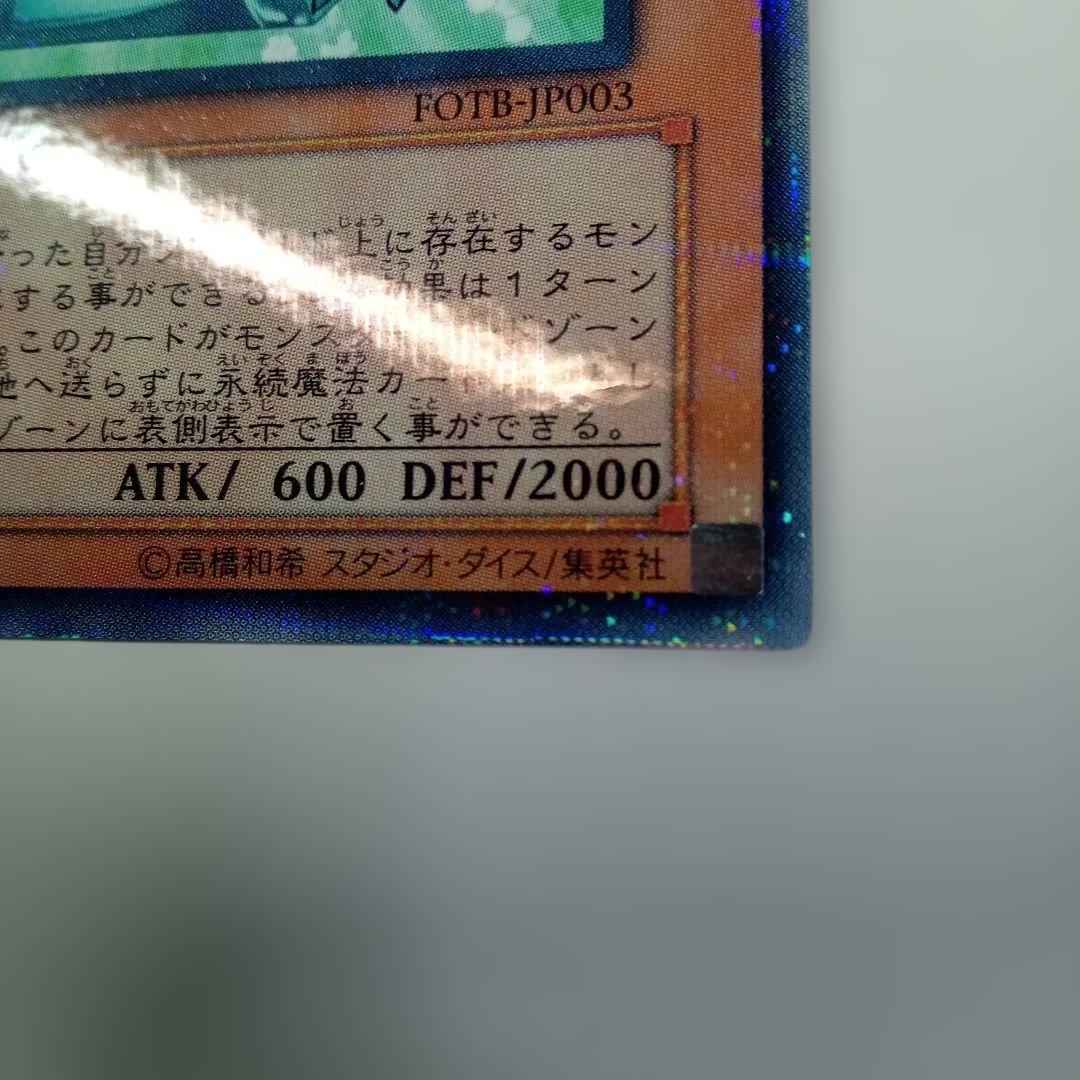 FOTB-JP003
った自分 上に存在するモン
する事ができる 果は1ターン
。このカードがモンス ゾーン
地へ送らずに永続魔法カー し
ゾーンに表側表示で置く事ができる。
ATK/ 600 DEF/2000
©高橋和希 スタジオ・ダイス/集英社